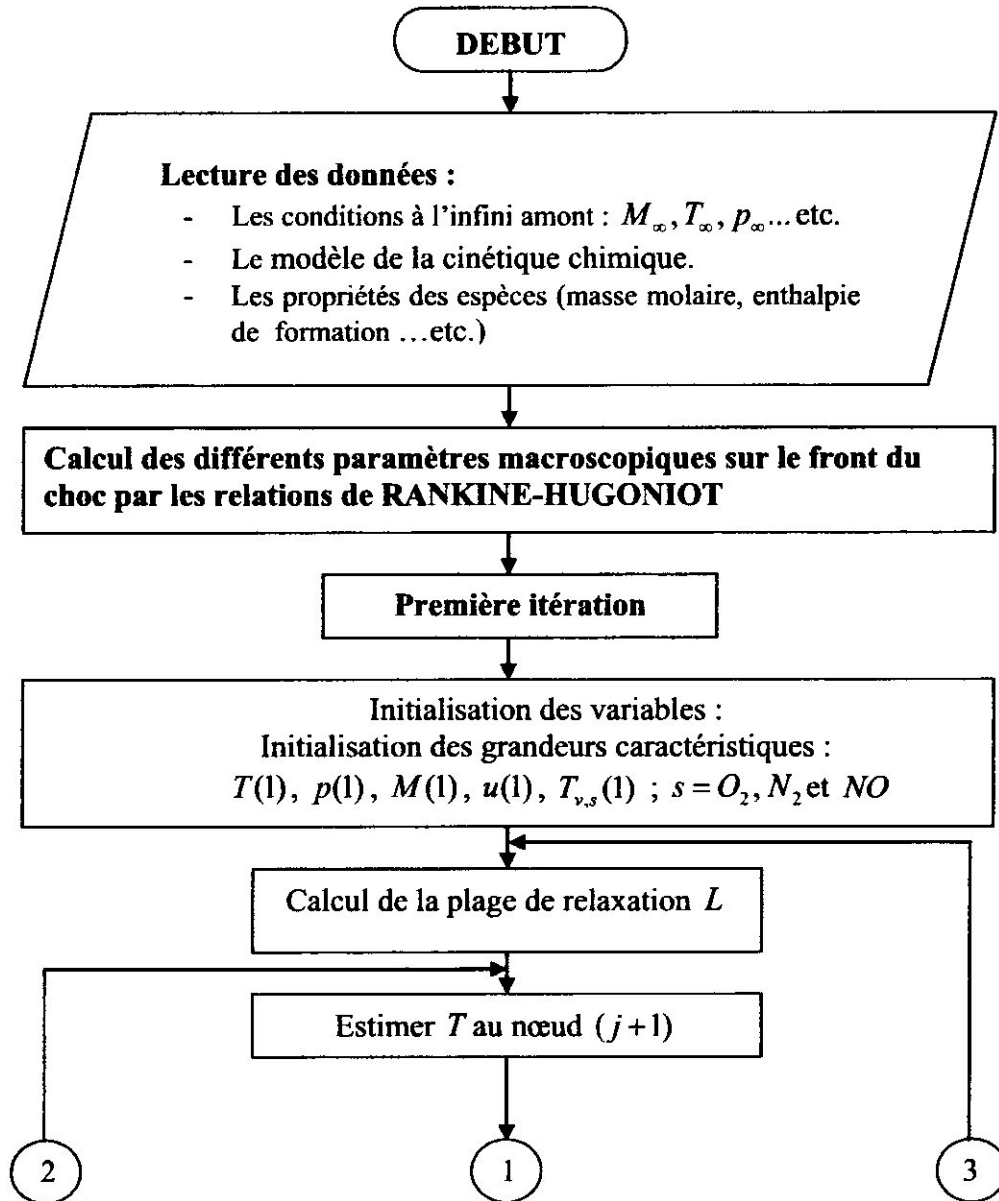 DEBUT
Lecture des données :
- Les conditions à l'infini amont : M∞, T∞, p∞... etc.
- Le modèle de la cinétique chimique.
- Les propriétés des espèces (masse molaire, enthalpie
de formation ...etc.)
Calcul des différents paramètres macroscopiques sur le front du
choc par les relations de RANKINE-HUGONIOT
Première itération
Initialisation des variables :
Initialisation des grandeurs caractéristiques :
T(1), p(1), M(1), u(1), T_{v,s}(1) ; s = O₂, N₂ et NO
Calcul de la plage de relaxation L
Estimer T au nœud (j+1)
2 1 3